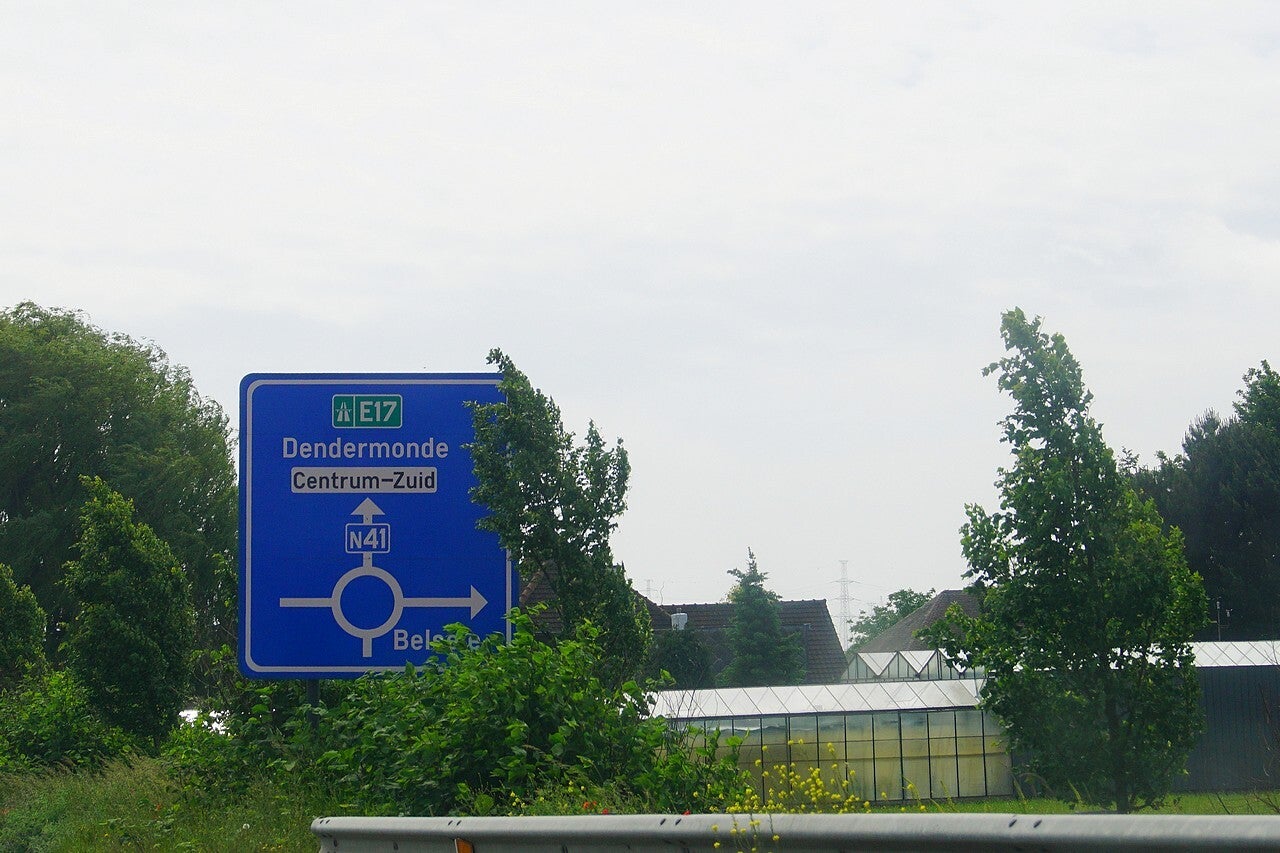 E17
Dendermonde
Centrum-Zuid
N41